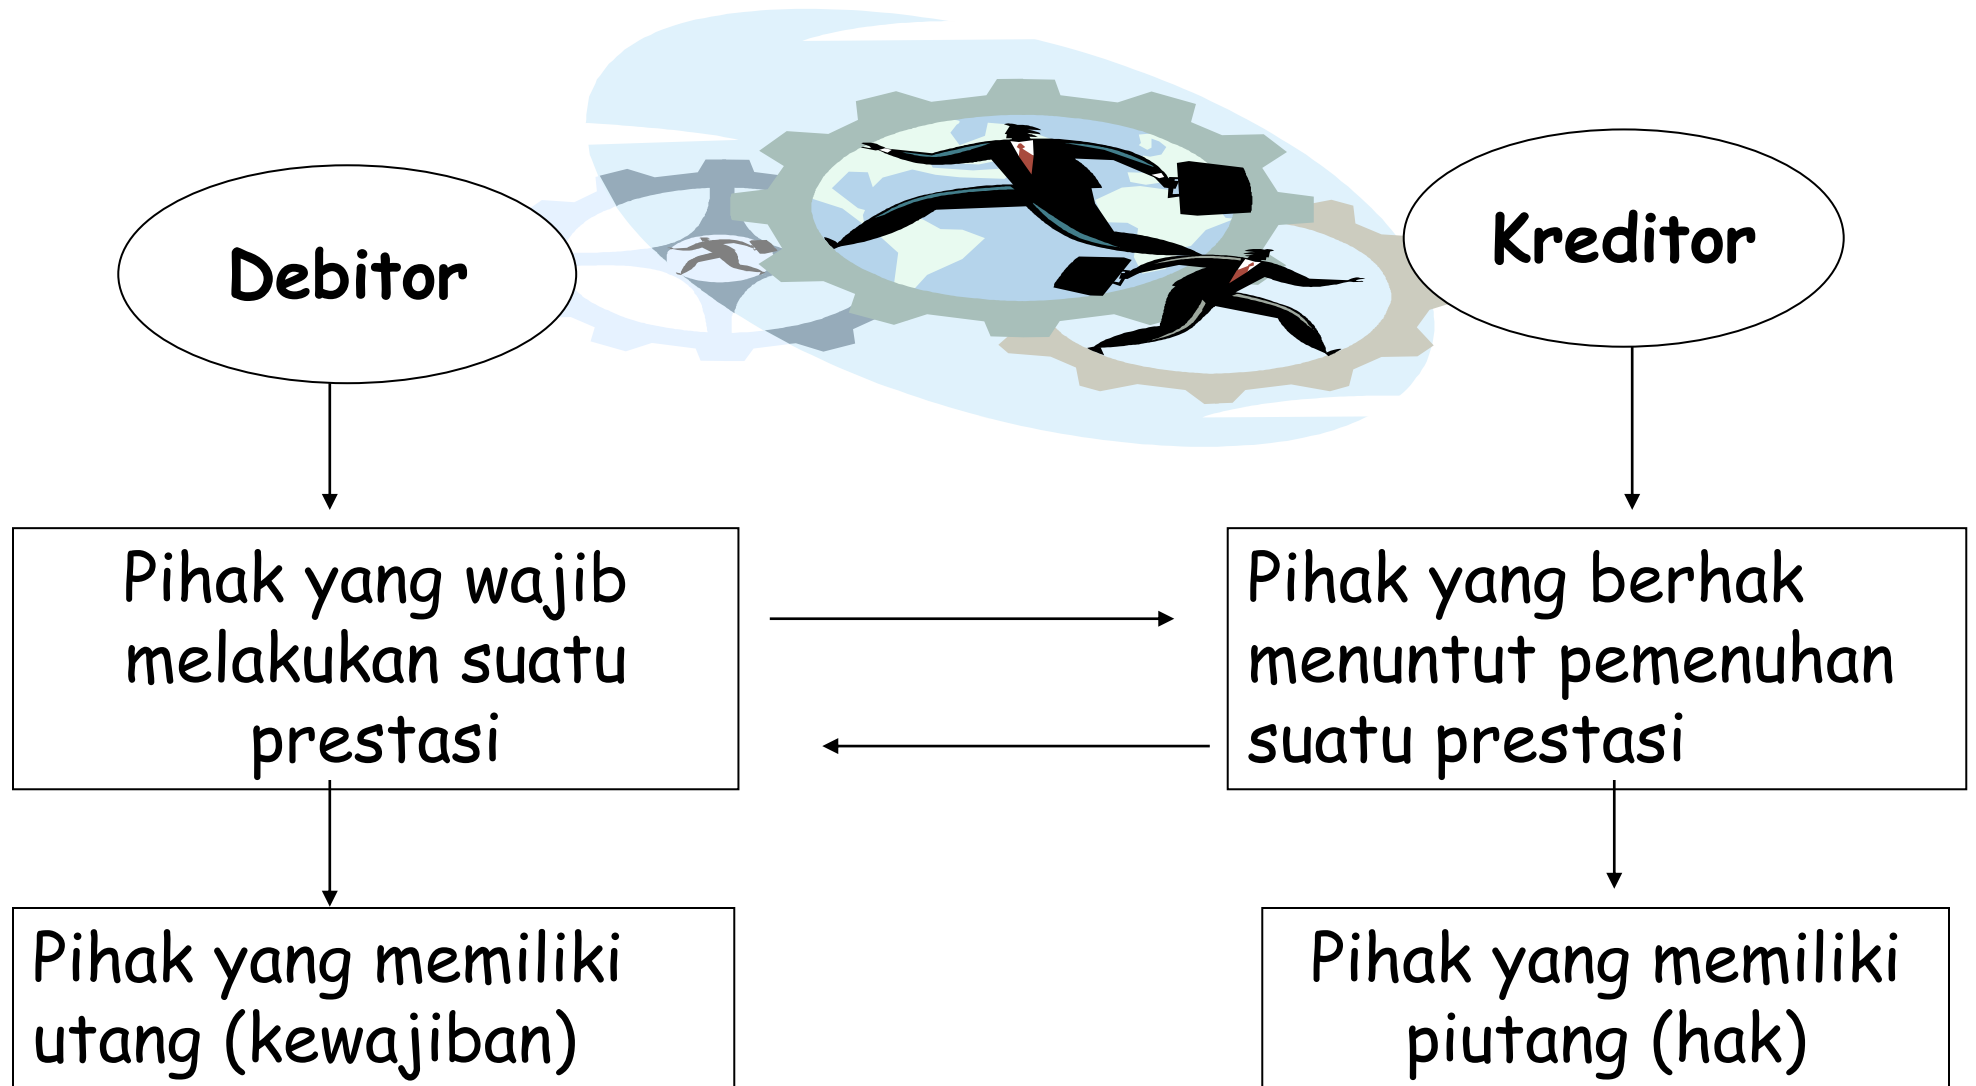 Debitor
Kreditor
Pihak yang wajib
melakukan suatu
prestasi
Pihak yang berhak
menuntut pemenuhan
suatu prestasi
Pihak yang memiliki
utang (kewajiban)
Pihak yang memiliki
piutang (hak)